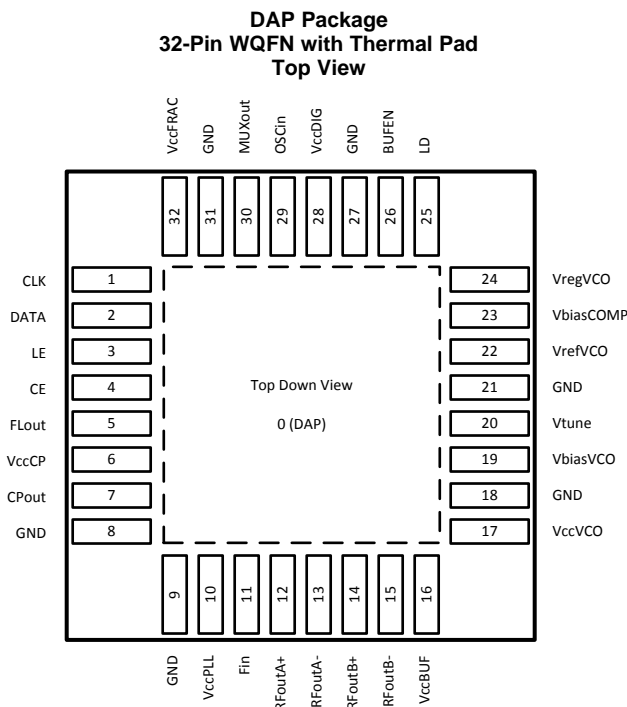 DAP Package
32-Pin WQFN with Thermal Pad
Top View
VccFRAC
GND
MUXout
OSCin
VccDIG
GND
BUFEN
LD
32
31
30
29
28
27
26
25
CLK 1
DATA 2
LE 3
CE 4
FLout 5
VccCP 6
CPout 7
GND 8
Top Down View
0 (DAP)
24 VregVCO
23 VbiasCOMP
22 VrefVCO
21 GND
20 Vtune
19 VbiasVCO
18 GND
17 VccVCO
9
10
11
12
13
14
15
16
GND
VccPLL
Fin
RFoutA+
RFoutA-
RFoutB+
RFoutB-
VccBUF